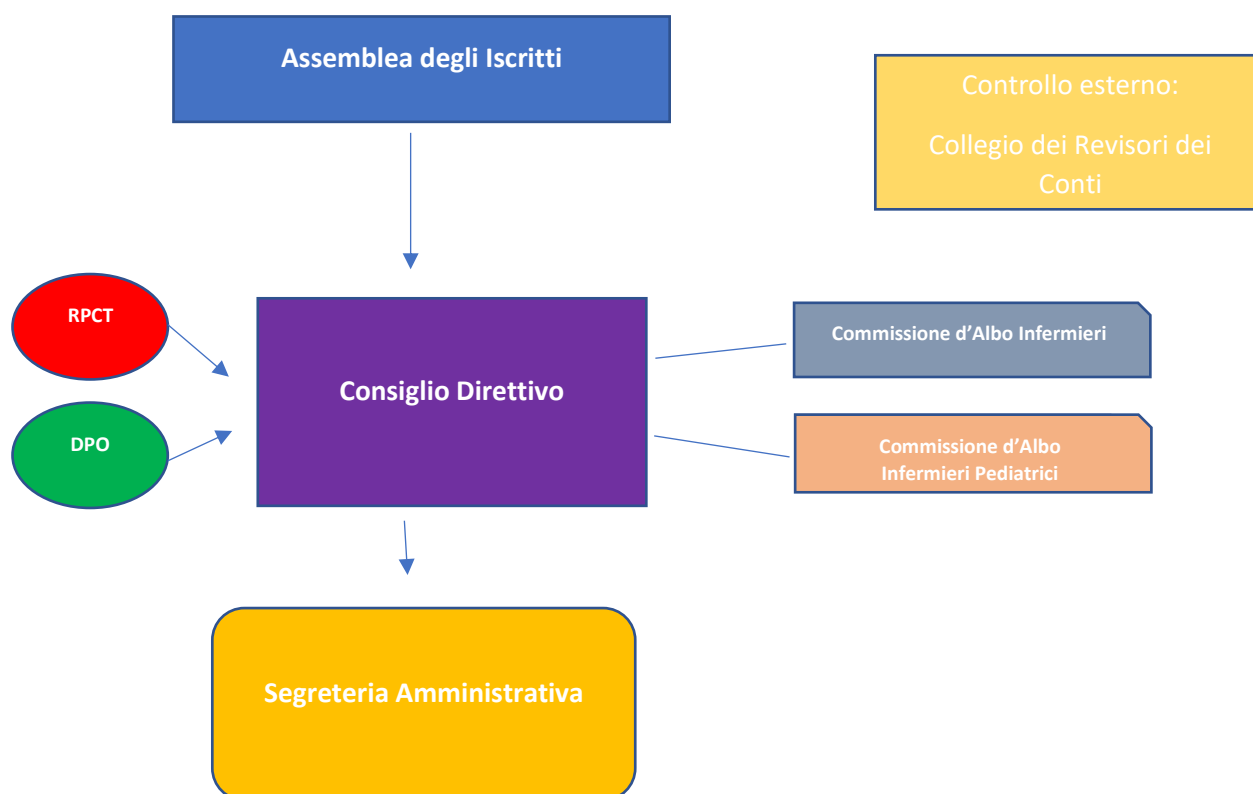 Assemblea degli Iscritti
Controllo esterno:
Collegio dei Revisori dei
Conti
RPCT
DPO
Consiglio Direttivo
Commissione d’Albo Infermieri
Commissione d’Albo
Infermieri Pediatrici
Segreteria Amministrativa